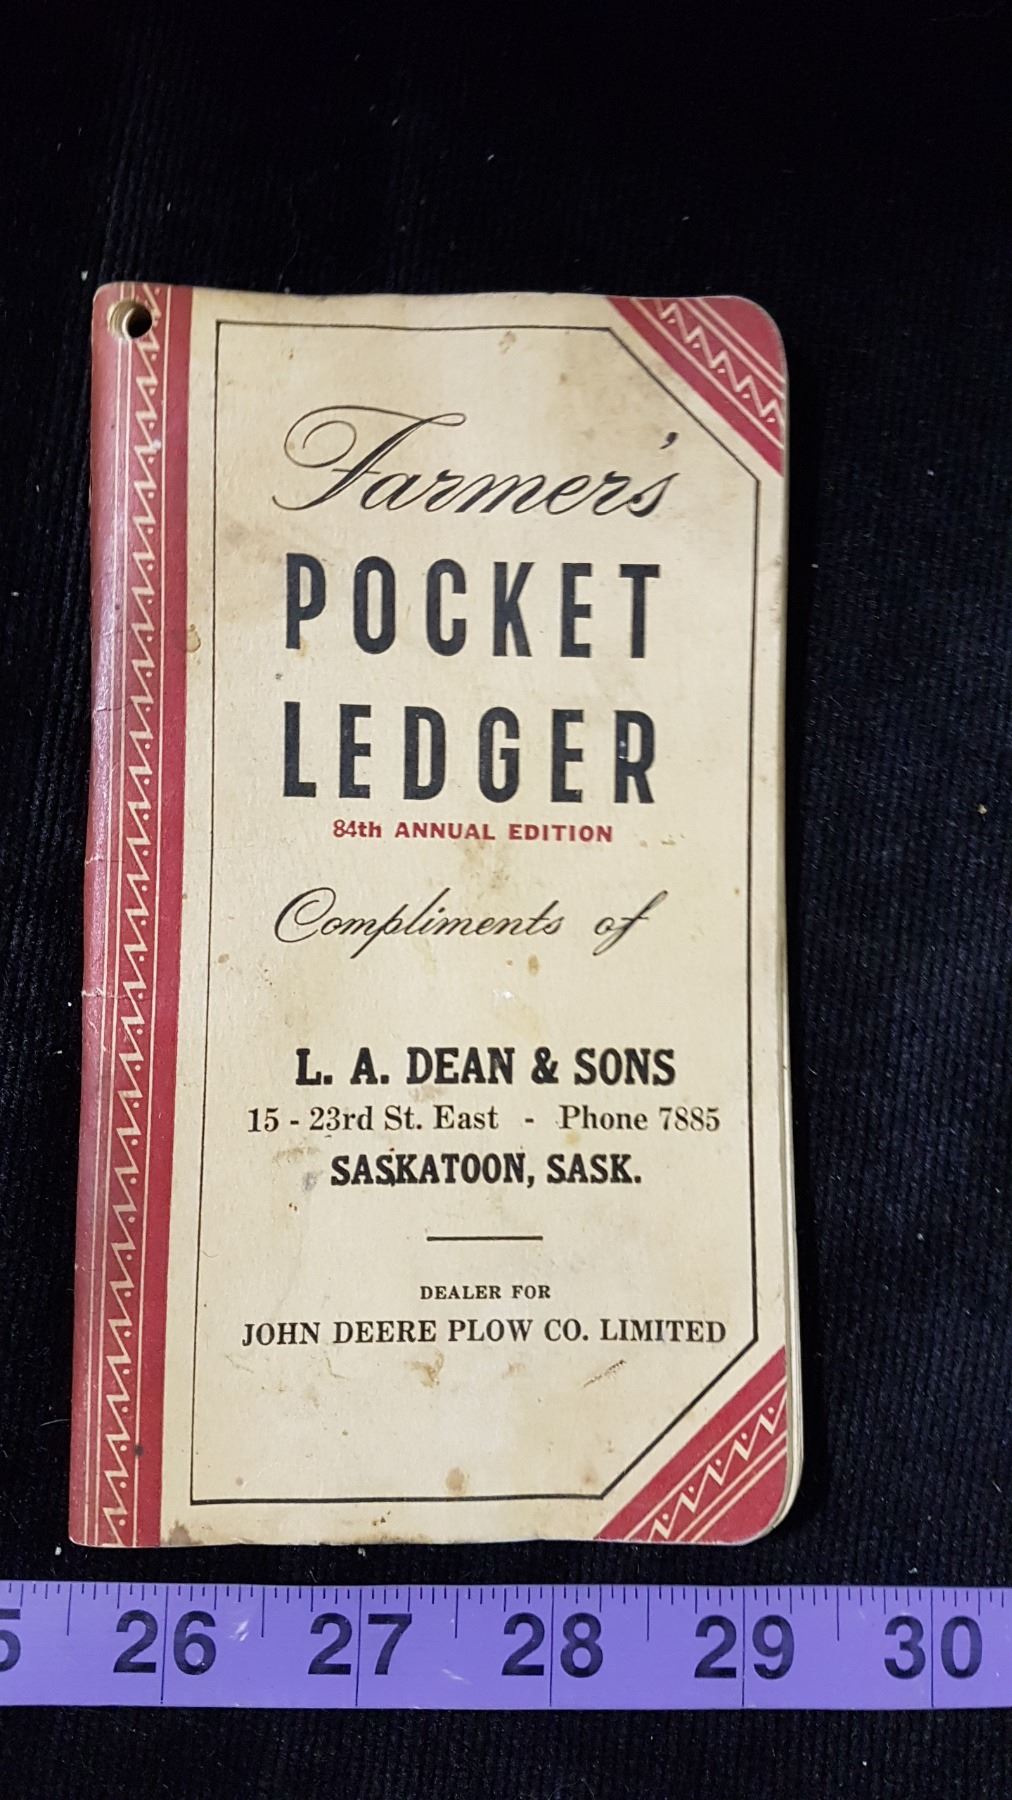 Farmer's
POCKET
LEDGER
84th ANNUAL EDITION
Compliments of
L. A. DEAN & SONS
15 - 23rd St. East - Phone 7885
SASKATOON, SASK.
DEALER FOR
JOHN DEERE PLOW CO. LIMITED
5 26 27 28 29 30